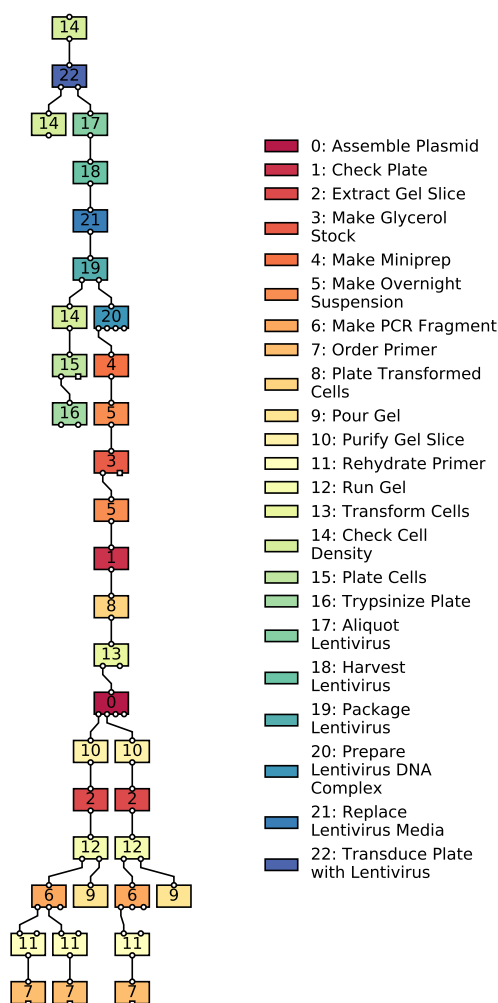 14
22
14 17
18
21
19
14 20
15 4
16 5
3
5
1
8
13
0
10 10
2 2
12 12
6 9 6 9
11 11 11
7 7 7
0: Assemble Plasmid
1: Check Plate
2: Extract Gel Slice
3: Make Glycerol
Stock
4: Make Miniprep
5: Make Overnight
Suspension
6: Make PCR Fragment
7: Order Primer
8: Plate Transformed
Cells
9: Pour Gel
10: Purify Gel Slice
11: Rehydrate Primer
12: Run Gel
13: Transform Cells
14: Check Cell
Density
15: Plate Cells
16: Trypsinize Plate
17: Aliquot
Lentivirus
18: Harvest
Lentivirus
19: Package
Lentivirus
20: Prepare
Lentivirus DNA
Complex
21: Replace
Lentivirus Media
22: Transduce Plate
with Lentivirus